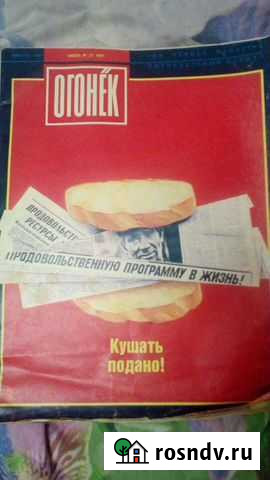 ОГОНЁК
ПРОДОВОЛЬСТ
РЕСУРСЫ
ПРОДОВОЛЬСТВЕННУЮ ПРОГРАММУ В ЖИЗНЬ!
Кушать
подано!
rosndv.ru